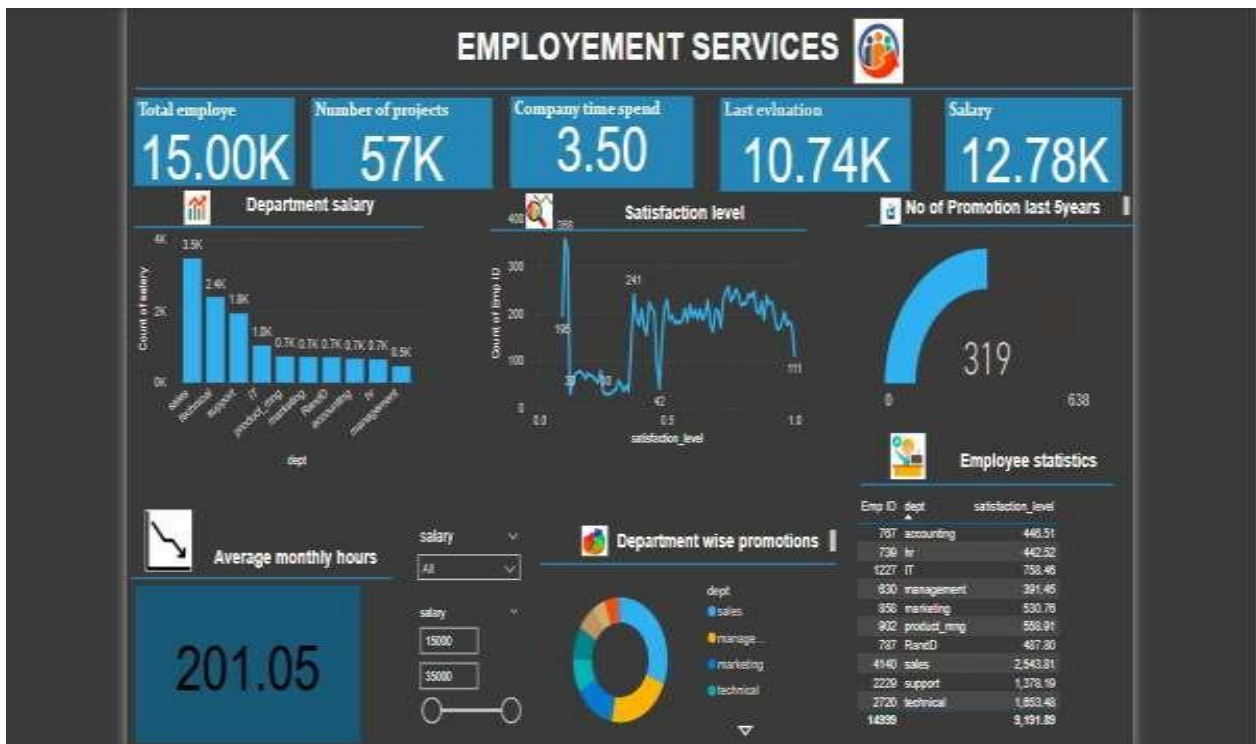 EMPLOYEMENT SERVICES
Total employe
15.00K
Number of projects
57K
Company time spend
3.50
Last evluation
10.74K
Salary
12.78K
Department salary
Count of salary
4K
2K
0K
3.5K
2.4K
1.9K
1.0K
0.7K 0.7K 0.7K 0.7K 0.7K
0.5K
sales
technical
support
IT
product_mng
marketing
RandD
accounting
hr
management
dept
Satisfaction level
Count of Emp ID
400
300
200
100
0
358
195
241
42
111
0.0
0.5
1.0
satisfaction_level
No of Promotion last 5years
319
0
638
Average monthly hours
201.05
salary
All
salary
15000
35000
Department wise promotions
dept
sales
manage...
marketing
technical
Employee statistics
Emp ID dept satisfaction_level
767 accounting 446.51
739 hr 442.52
1227 IT 758.46
630 management 391.45
858 marketing 530.76
902 product_mng 558.91
787 RandD 487.80
4140 sales 2,543.81
2229 support 1,378.19
2720 technical 1,653.48
14999 9,191.89